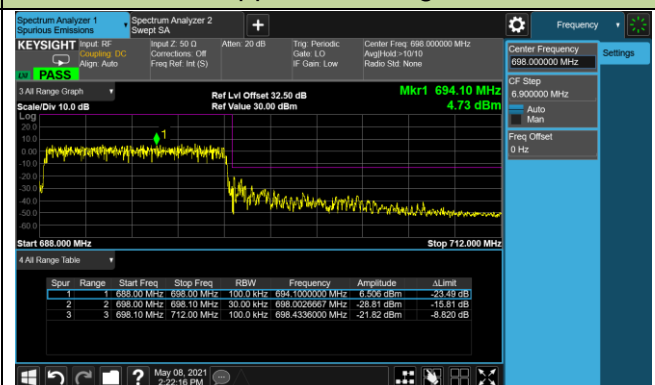 Spectrum Analyzer 1
Spurious Emissions
Spectrum Analyzer 2
Swept SA
Frequency
KEYSIGHT
Input: RF
Coupling: DC
Align: Auto
Input Z: 50 Ω
Corrections: Off
Freq Ref: Int (S)
Atten: 20 dB
Trig: Periodic
Gate: LO
IF Gain: Low
Center Freq: 698.000000 MHz
Avg|Hold:>10/10
Radio Std: None
LXI PASS
3 All Range Graph
Ref Lvl Offset 32.50 dB
Mkr1 694.10 MHz
Scale/Div 10.0 dB
Ref Value 30.00 dBm
4.73 dBm
Log
20.0
10.0
0.00
-10.0
-20.0
-30.0
-40.0
-50.0
-60.0
1
Start 688.000 MHz
Stop 712.000 MHz
4 All Range Table
Spur Range Start Freq Stop Freq RBW Frequency Amplitude ΔLimit
1 1 688.00 MHz 698.00 MHz 100.0 kHz 694.1000000 MHz 6.506 dBm -23.49 dB
2 2 698.00 MHz 698.10 MHz 30.00 kHz 698.0026667 MHz -28.81 dBm -15.81 dB
3 3 698.10 MHz 712.00 MHz 100.0 kHz 698.4336000 MHz -21.82 dBm -8.820 dB
May 08, 2021
2:22:16 PM
Center Frequency
698.000000 MHz
Settings
CF Step
6.900000 MHz
Auto
Man
Freq Offset
0 Hz